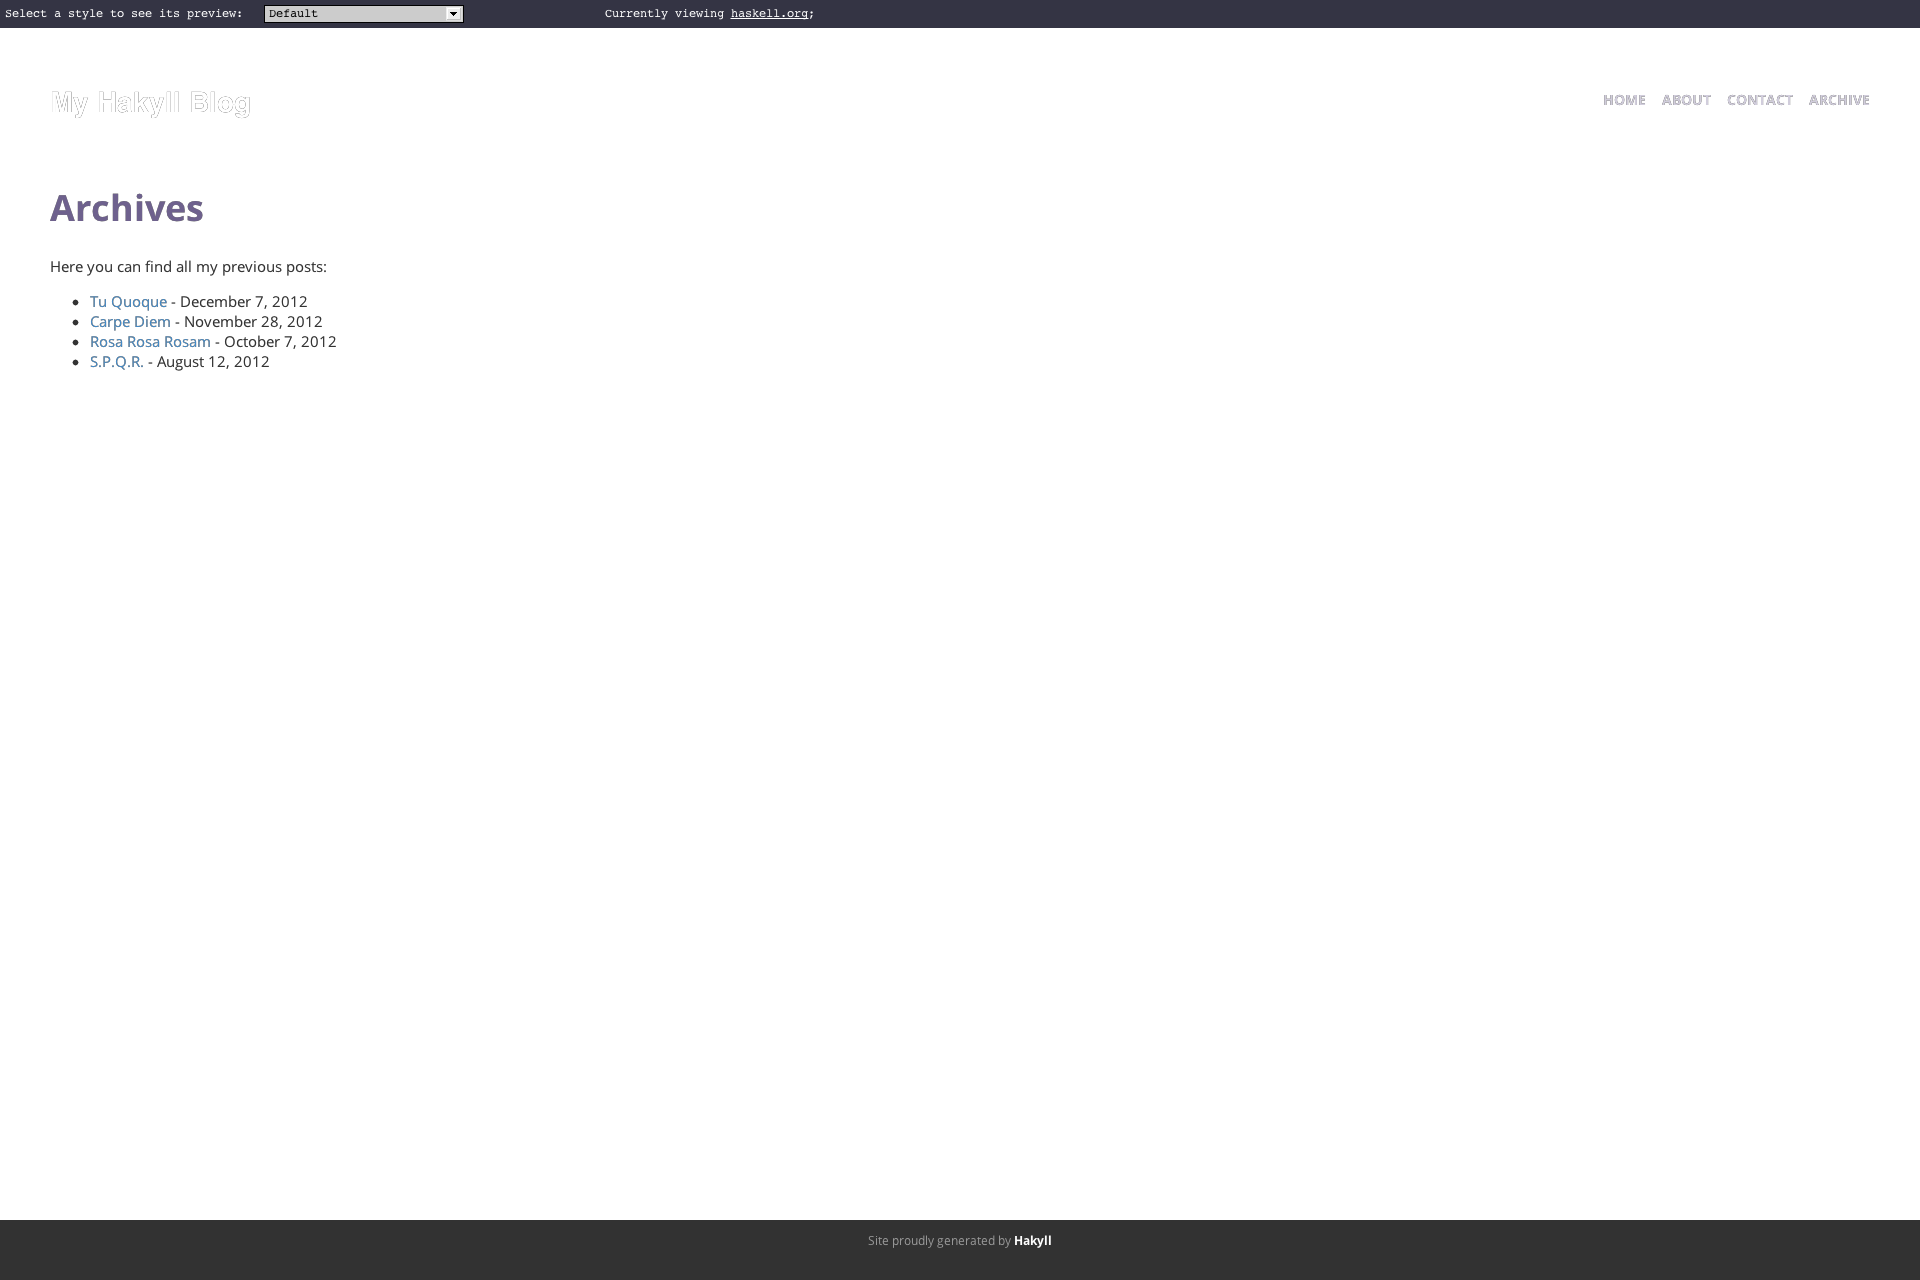 Select a style to see its preview: Default Currently viewing haskell.org;
My Hakyll Blog HOME ABOUT CONTACT ARCHIVE
Archives
Here you can find all my previous posts:
Tu Quoque - December 7, 2012
Carpe Diem - November 28, 2012
Rosa Rosa Rosam - October 7, 2012
S.P.Q.R. - August 12, 2012
Site proudly generated by Hakyll